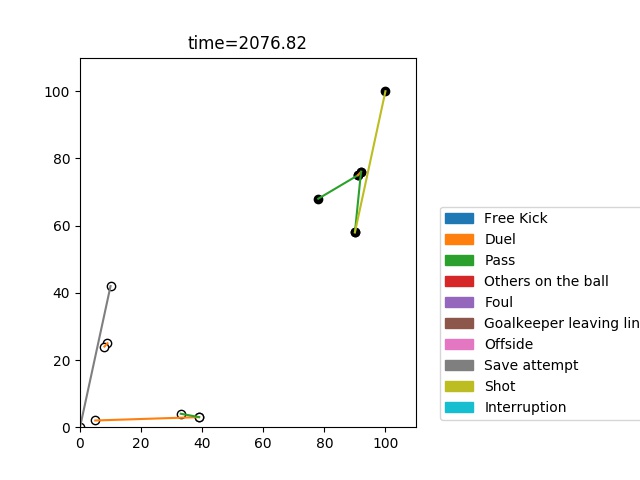 time=2076.82
100
80
60
40
20
0
0 20 40 60 80 100
Free Kick
Duel
Pass
Others on the ball
Foul
Goalkeeper leaving lin
Offside
Save attempt
Shot
Interruption